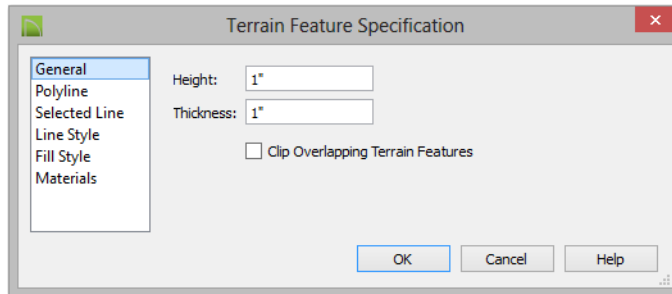 Terrain Feature Specification
General
Polyline
Selected Line
Line Style
Fill Style
Materials
Height: 1"
Thickness: 1"
Clip Overlapping Terrain Features
OK Cancel Help